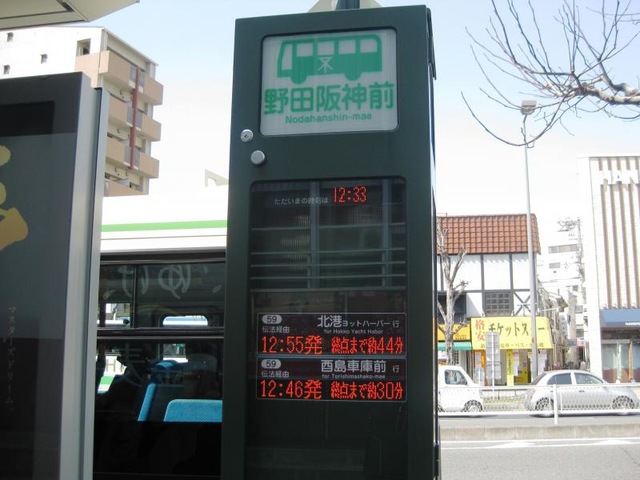 野田阪神前
Nodahanshin-mae
ただいまの時刻は 12:33
59 北港ヨットハーバー 行
伝法経由 for Hokko Yacht Habor
12:55発 終点まで約44分
59 酉島車庫前 行
伝法経由 for Torishimashako-mae
12:46発 終点まで約30分
チケット
HAN